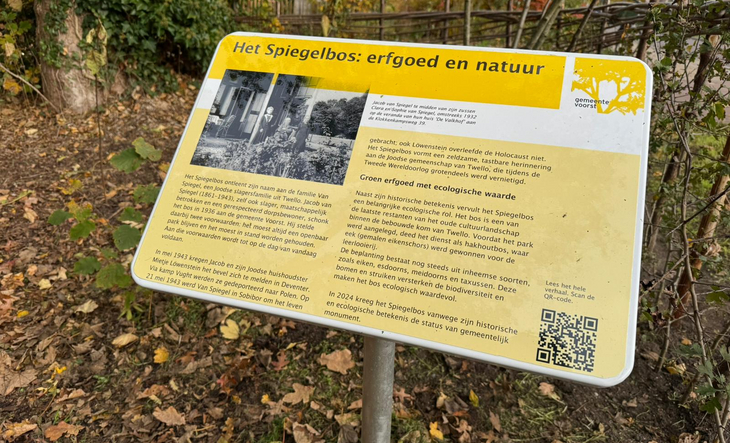 Het Spiegelbos: erfgoed en natuur
gemeente
voorst
Jacob van Spiegel te midden van zijn zussen
Clara en Sophia van Spiegel, omstreeks 1932
op de veranda van hun huis "De Valkhof" aan
de Klokkenkampsweg 39.
Het Spiegelbos ontleent zijn naam aan de familie Van
Spiegel, een Joodse slagersfamilie uit Twello. Jacob van
Spiegel (1861-1943), zelf ook slager, maatschappelijk
betrokken en een gerespecteerd dorpsbewoner, schonk
het bos in 1936 aan de gemeente Voorst. Hij stelde
daarbij twee voorwaarden: het moest altijd een openbaar
park blijven en het moest in stand worden gehouden.
Aan die voorwaarden wordt tot op de dag van vandaag
voldaan.
In mei 1943 kregen Jacob en zijn Joodse huishoudster
Mietje Löwenstein het bevel zich te melden in Deventer.
Via kamp Vught werden ze gedeporteerd naar Polen. Op
21 mei 1943 werd Van Spiegel in Sobibor om het leven
gebracht; ook Löwenstein overleefde de Holocaust niet.
Het Spiegelbos vormt een zeldzame, tastbare herinnering
aan de Joodse gemeenschap van Twello, die tijdens de
Tweede Wereldoorlog grotendeels werd vernietigd.
Groen erfgoed met ecologische waarde
Naast zijn historische betekenis vervult het Spiegelbos
een belangrijke ecologische rol. Het bos is een van
de laatste restanten van het oude cultuurlandschap
binnen de bebouwde kom van Twello. Voordat het park
werd aangelegd, deed het dienst als hakhoutbos, waar
eek (gemalen eikenschors) werd gewonnen voor de
leerlooierij.
De beplanting bestaat nog steeds uit inheemse soorten,
zoals eiken, esdoorns, meidoorns en taxussen. Deze
bomen en struiken versterken de biodiversiteit en
maken het bos ecologisch waardevol.
In 2024 kreeg het Spiegelbos vanwege zijn historische
en ecologische betekenis de status van gemeentelijk
monument.
Lees het hele
verhaal. Scan de
QR-code.